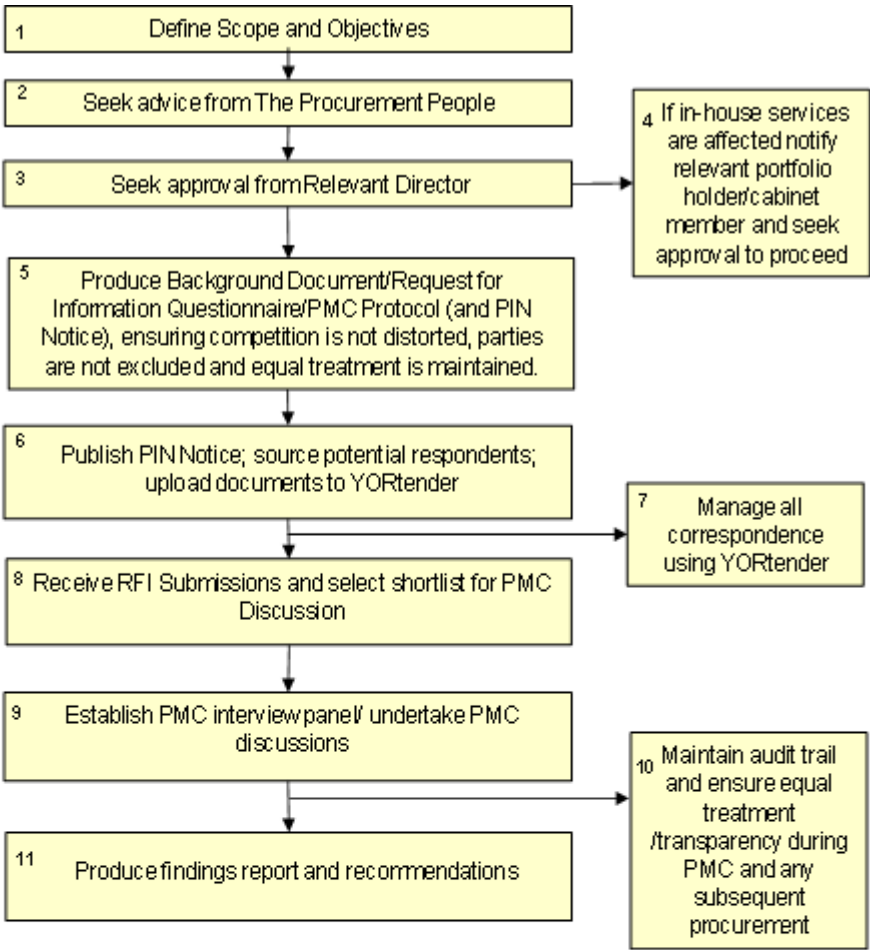 1 Define Scope and Objectives
2 Seek advice from The Procurement People
3 Seek approval from Relevant Director
4 If in-house services
are affected notify
relevant portfolio
holder/cabinet
member and seek
approval to proceed
5 Produce Background Document/Request for
Information Questionnaire/PMC Protocol (and PIN
Notice), ensuring competition is not distorted, parties
are not excluded and equal treatment is maintained.
6 Publish PIN Notice; source potential respondents;
upload documents to YORtender
7 Manage all
correspondence
using YORtender
8 Receive RFI Submissions and select shortlist for PMC
Discussion
9 Establish PMC interview panel/ undertake PMC
discussions
10 Maintain audit trail
and ensure equal
treatment
/transparency during
PMC and any
subsequent
procurement
11 Produce findings report and recommendations